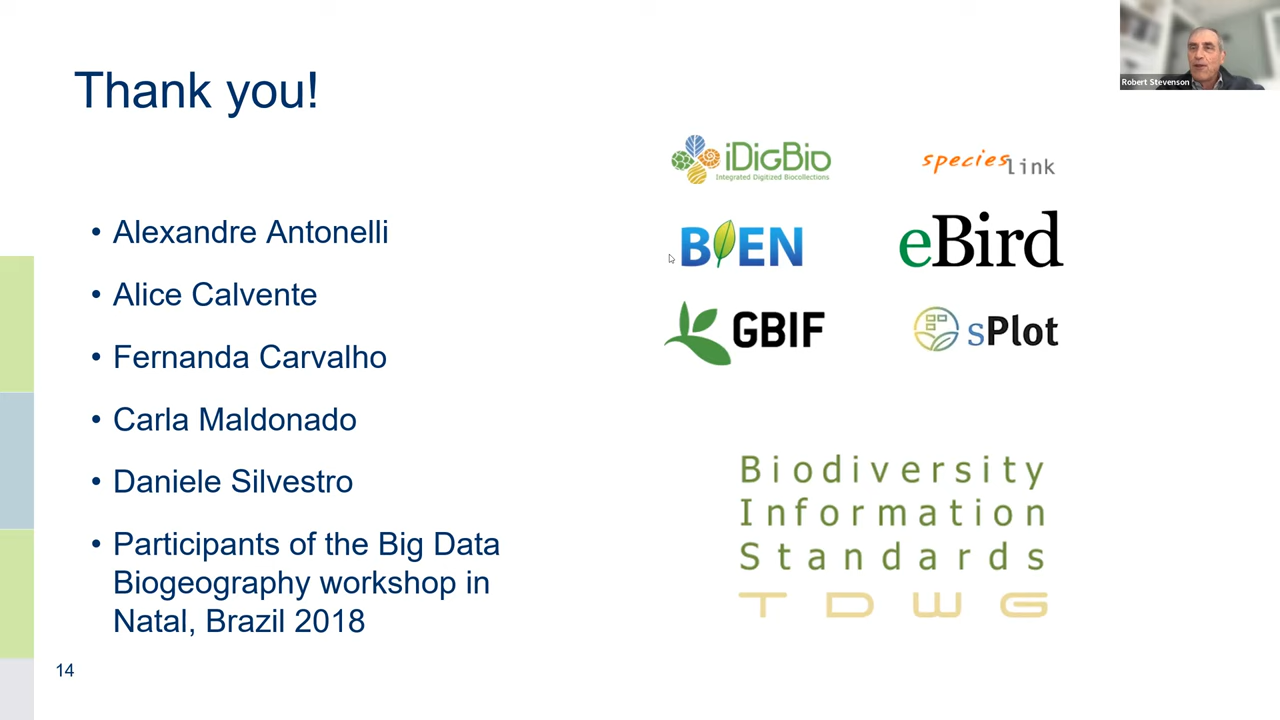 Thank you!
Robert Stevenson
iDigBio
Integrated Digitized Biocollections
species link
BIEN
eBird
GBIF
sPlot
• Alexandre Antonelli
• Alice Calvente
• Fernanda Carvalho
• Carla Maldonado
• Daniele Silvestro
• Participants of the Big Data
Biogeography workshop in
Natal, Brazil 2018
Biodiversity
Information
Standards
TDWG
14